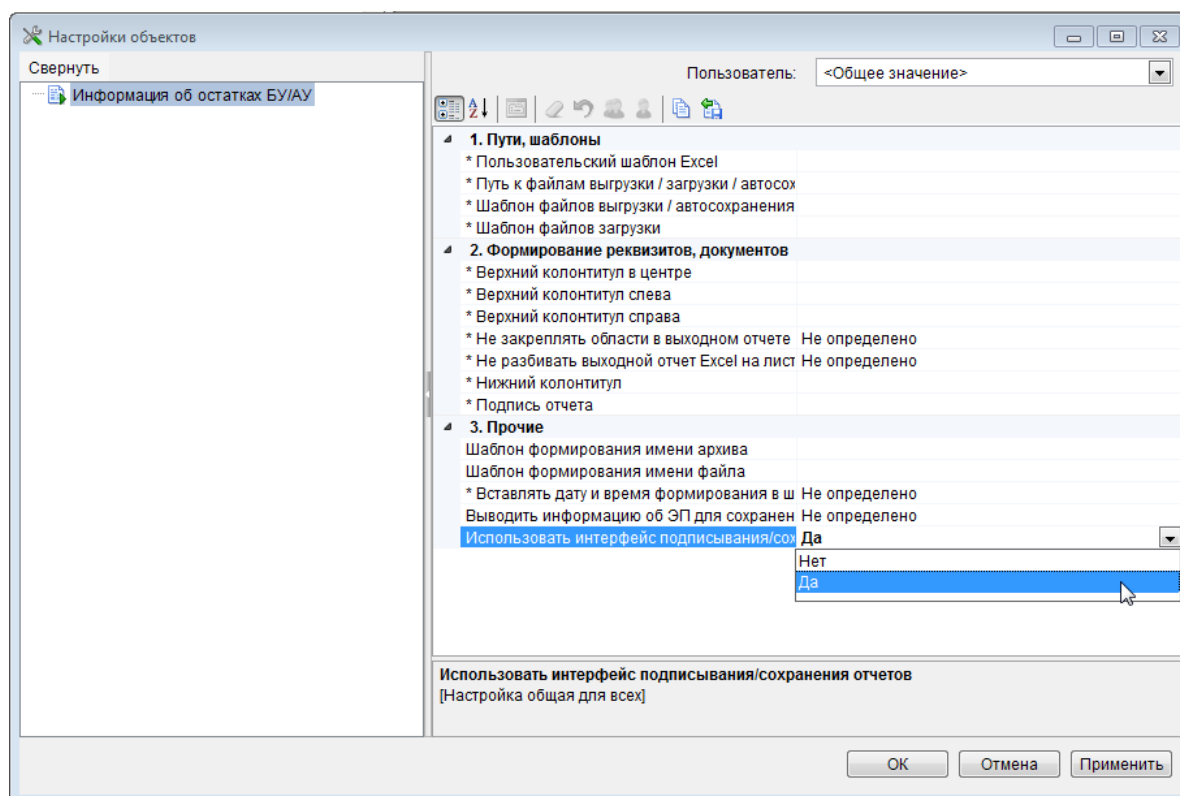 Настройки объектов
Свернуть
Информация об остатках БУ/АУ
Пользователь: <Общее значение>
1. Пути, шаблоны
* Пользовательский шаблон Excel
* Путь к файлам выгрузки / загрузки / автосох
* Шаблон файлов выгрузки / автосохранения
* Шаблон файлов загрузки
2. Формирование реквизитов, документов
* Верхний колонтитул в центре
* Верхний колонтитул слева
* Верхний колонтитул справа
* Не закреплять области в выходном отчете Не определено
* Не разбивать выходной отчет Excel на лист Не определено
* Нижний колонтитул
* Подпись отчета
3. Прочие
Шаблон формирования имени архива
Шаблон формирования имени файла
* Вставлять дату и время формирования в ш Не определено
Выводить информацию об ЭП для сохранен Не определено
Использовать интерфейс подписывания/сох Да
Нет
Да
Использовать интерфейс подписывания/сохранения отчетов
[Настройка общая для всех]
ОК Отмена Применить